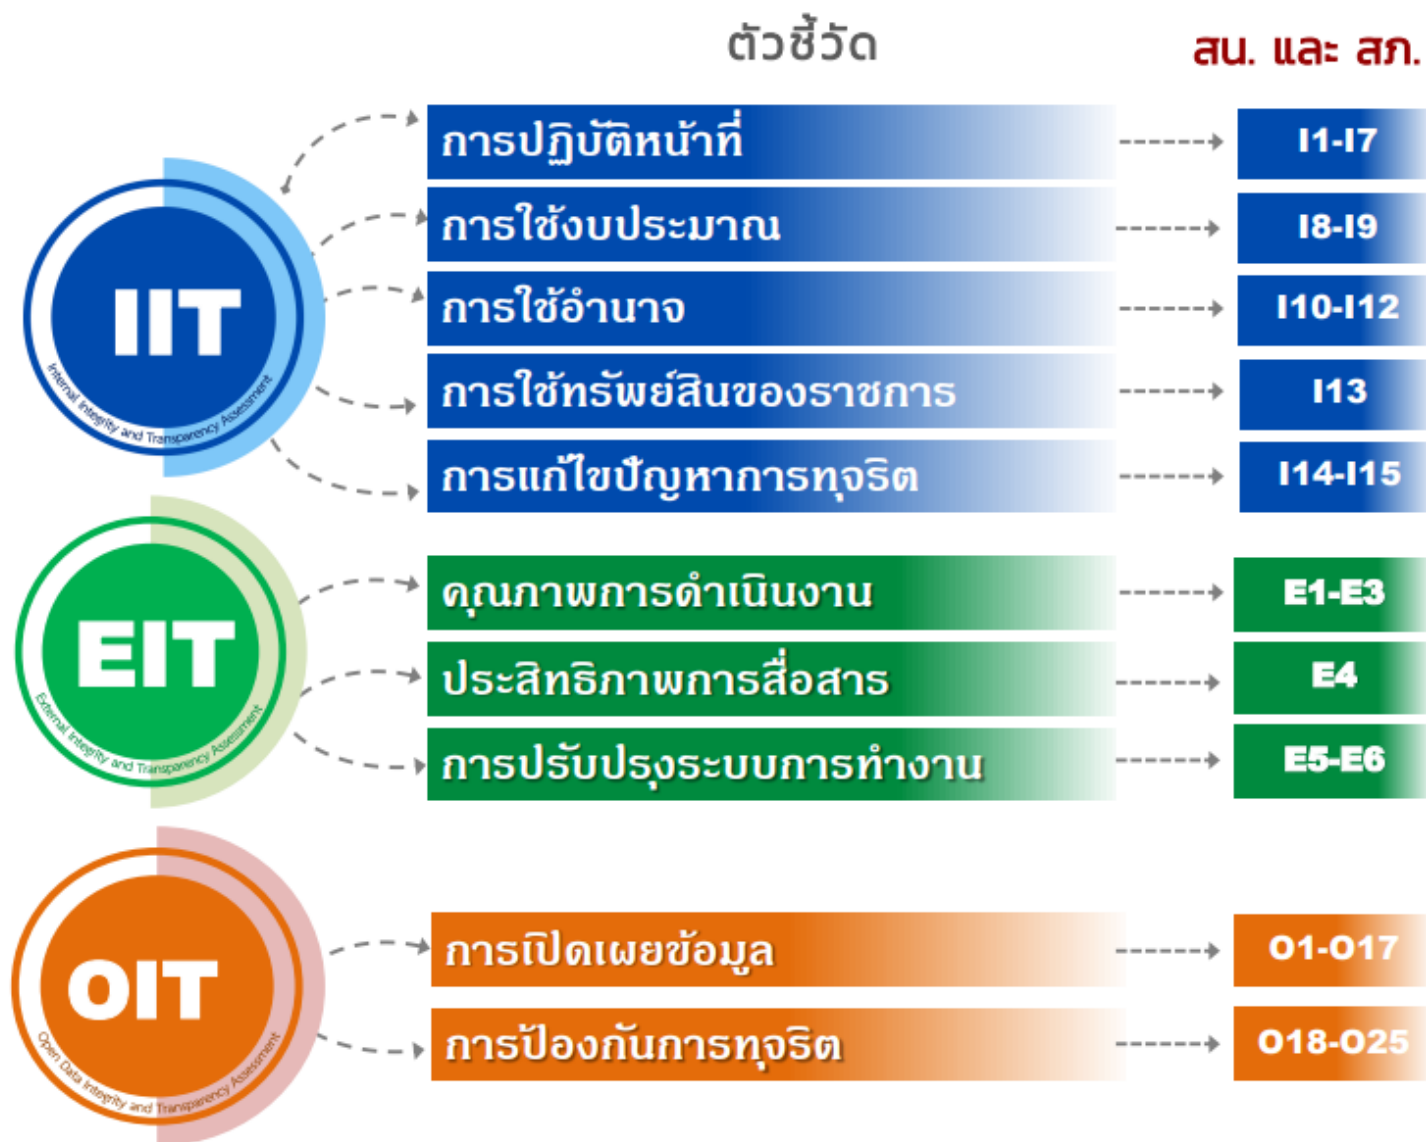 ตัวชี้วัด
สน. และ สภ.
IIT
Internal Integrity and Transparency Assessment
การปฏิบัติหน้าที่
I1-I7
การใช้งบประมาณ
I8-I9
การใช้อำนาจ
I10-I12
การใช้ทรัพย์สินของราชการ
I13
การแก้ไขปัญหาการทุจริต
I14-I15
EIT
External Integrity and Transparency Assessment
คุณภาพการดำเนินงาน
E1-E3
ประสิทธิภาพการสื่อสาร
E4
การปรับปรุงระบบการทำงาน
E5-E6
OIT
Open Data Integrity and Transparency Assessment
การเปิดเผยข้อมูล
O1-O17
การป้องกันการทุจริต
O18-O25